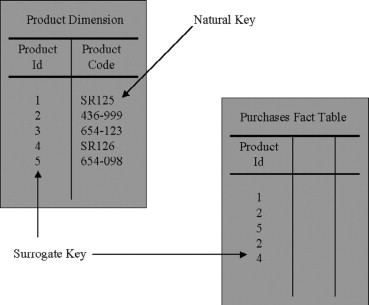 Product Dimension
Natural Key
Product Id
Product Code
1 SR125
2 436-999
3 654-123
4 SR126
5 654-098
Surrogate Key
Purchases Fact Table
Product Id
1
2
5
2
4